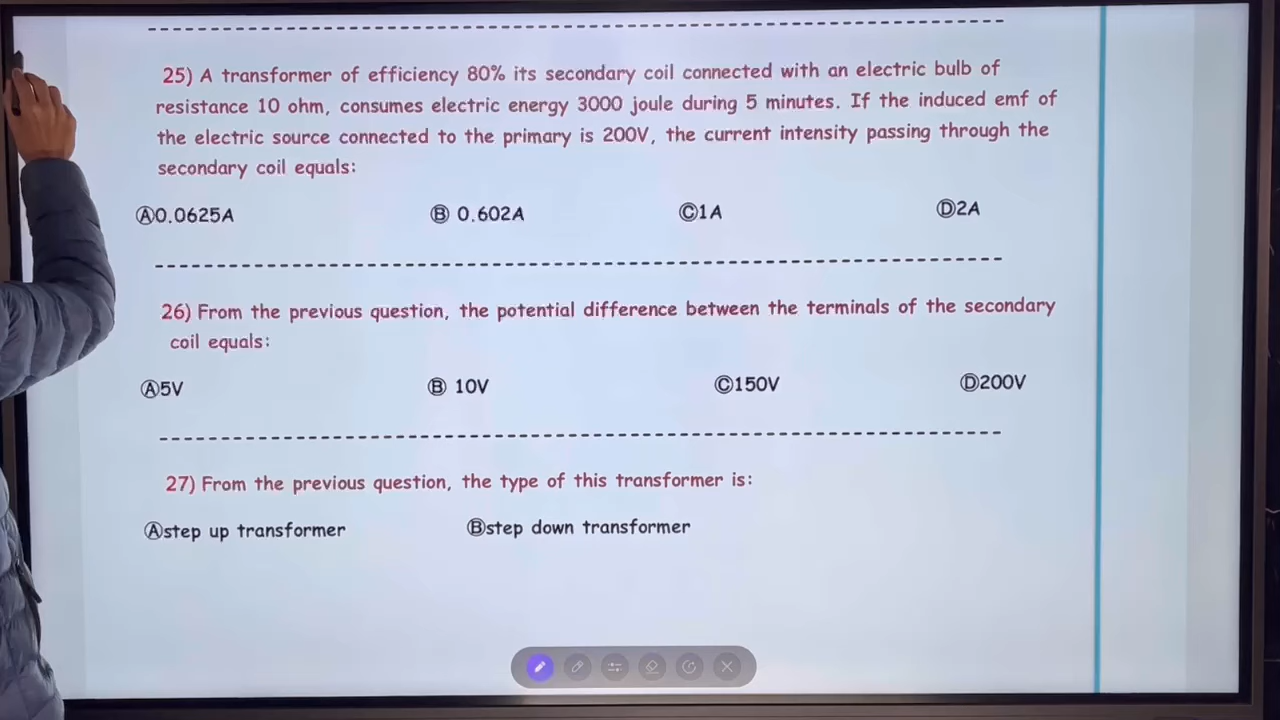 25) A transformer of efficiency 80% its secondary coil connected with an electric bulb of
resistance 10 ohm, consumes electric energy 3000 joule during 5 minutes. If the induced emf of
the electric source connected to the primary is 200V, the current intensity passing through the
secondary coil equals:
Ⓐ0.0625A Ⓑ 0.602A Ⓒ1A Ⓓ2A
26) From the previous question, the potential difference between the terminals of the secondary
coil equals:
Ⓐ5V Ⓑ 10V Ⓒ150V Ⓓ200V
27) From the previous question, the type of this transformer is:
Ⓐstep up transformer Ⓑstep down transformer